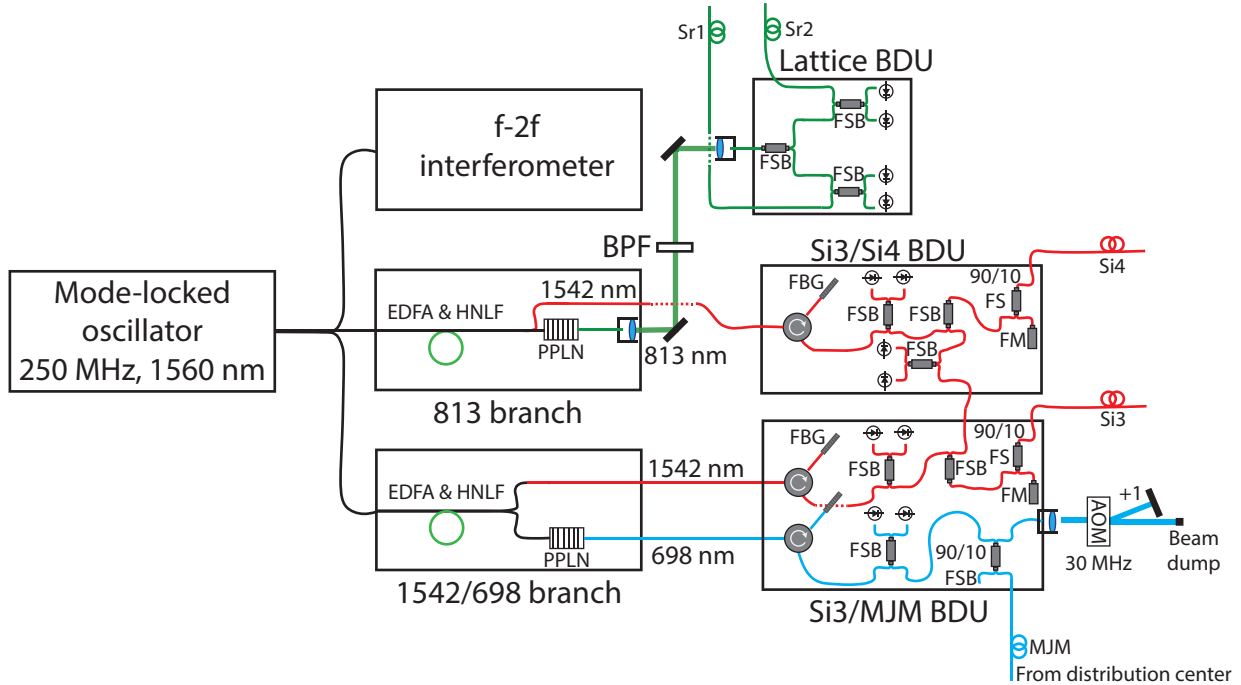 Sr1
Sr2
Lattice BDU
FSB
FSB
FSB
f-2f
interferometer
BPF
Mode-locked
oscillator
250 MHz, 1560 nm
EDFA & HNLF
1542 nm
PPLN
813 nm
813 branch
Si3/Si4 BDU
FBG
FSB
FSB
FSB
90/10
FS
FM
Si4
EDFA & HNLF
1542 nm
PPLN
698 nm
1542/698 branch
FBG
FSB
FSB
90/10
FS
FM
Si3
FSB
90/10
FSB
Si3/MJM BDU
AOM
30 MHz
+1
Beam
dump
MJM
From distribution center